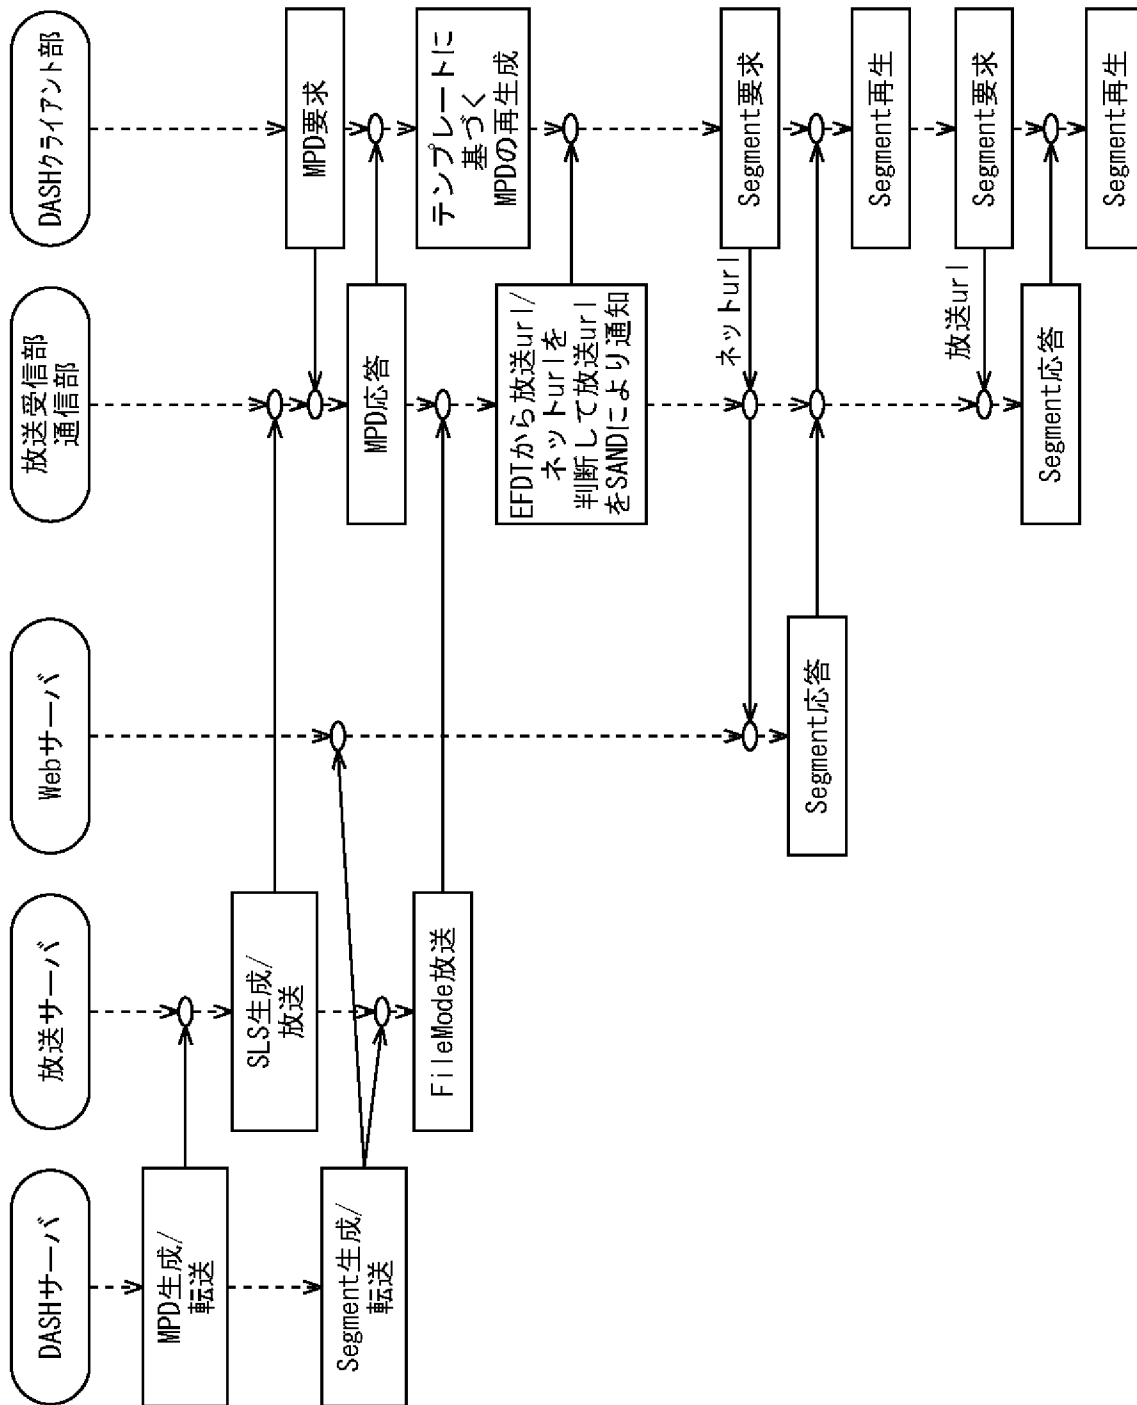 DASHサーバ
放送サーバ
Webサーバ
放送受信部
通信部
DASHクライアント部
MPD生成/
転送
SLS生成/
放送
MPD要求
Segment生成/
転送
MPD応答
FileMode放送
テンプレートに
基づく
MPDの再生成
EFDTから放送url/
ネットurlを
判断して放送url
をSANDにより通知
Segment要求
ネットurl
Segment応答
Segment再生
Segment要求
放送url
Segment応答
Segment再生